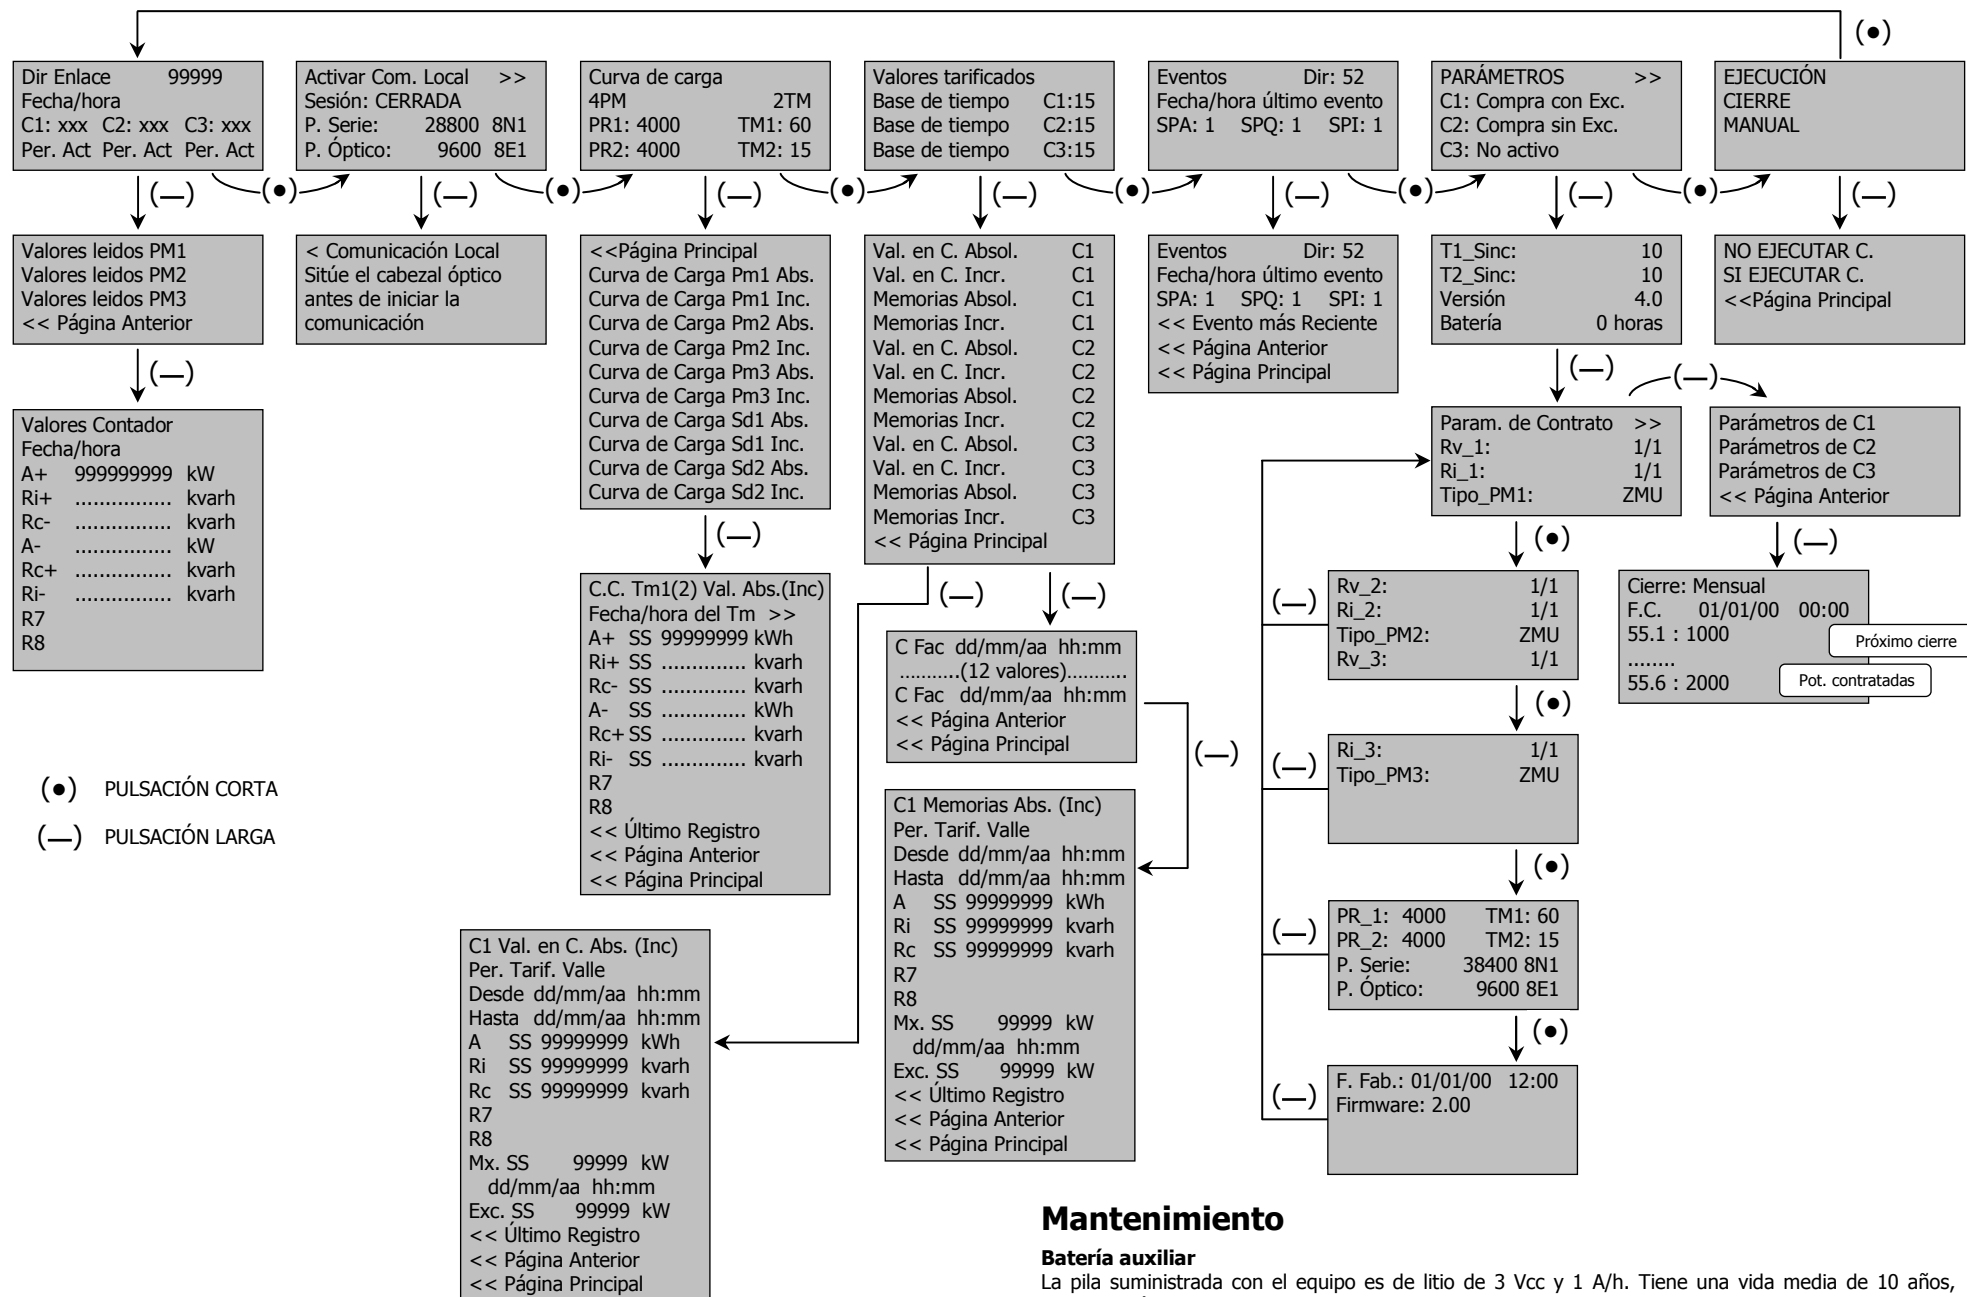 (●)
Dir Enlace 99999
Fecha/hora
C1: xxx C2: xxx C3: xxx
Per. Act Per. Act Per. Act
Activar Com. Local >>
Sesión: CERRADA
P. Serie: 28800 8N1
P. Óptico: 9600 8E1
Curva de carga
4PM 2TM
PR1: 4000 TM1: 60
PR2: 4000 TM2: 15
Valores tarificados
Base de tiempo C1:15
Base de tiempo C2:15
Base de tiempo C3:15
Eventos Dir: 52
Fecha/hora último evento
SPA: 1 SPQ: 1 SPI: 1
PARÁMETROS >>
C1: Compra con Exc.
C2: Compra sin Exc.
C3: No activo
EJECUCIÓN
CIERRE
MANUAL
(—) (●) (—) (●) (—) (●) (—) (●) (—) (●) (—) (●) (—)
Valores leidos PM1
Valores leidos PM2
Valores leidos PM3
<< Página Anterior
(—)
Valores Contador
Fecha/hora
A+ 999999999 kW
Ri+ ................ kvarh
Rc- ................ kvarh
A- ................ kW
Rc+ ................ kvarh
Ri- ................ kvarh
R7
R8
< Comunicación Local
Sitúe el cabezal óptico
antes de iniciar la
comunicación
<<Página Principal
Curva de Carga Pm1 Abs.
Curva de Carga Pm1 Inc.
Curva de Carga Pm2 Abs.
Curva de Carga Pm2 Inc.
Curva de Carga Pm3 Abs.
Curva de Carga Pm3 Inc.
Curva de Carga Sd1 Abs.
Curva de Carga Sd1 Inc.
Curva de Carga Sd2 Abs.
Curva de Carga Sd2 Inc.
(—)
C.C. Tm1(2) Val. Abs.(Inc)
Fecha/hora del Tm >>
A+ SS 99999999 kWh
Ri+ SS .............. kvarh
Rc- SS .............. kvarh
A- SS .............. kWh
Rc+ SS .............. kvarh
Ri- SS .............. kvarh
R7
R8
<< Último Registro
<< Página Anterior
<< Página Principal
Val. en C. Absol. C1
Val. en C. Incr. C1
Memorias Absol. C1
Memorias Incr. C1
Val. en C. Absol. C2
Val. en C. Incr. C2
Memorias Absol. C2
Memorias Incr. C2
Val. en C. Absol. C3
Val. en C. Incr. C3
Memorias Absol. C3
Memorias Incr. C3
<< Página Principal
(—) (—)
C Fac dd/mm/aa hh:mm
...........(12 valores)...........
C Fac dd/mm/aa hh:mm
<< Página Anterior
<< Página Principal
(—)
C1 Memorias Abs. (Inc)
Per. Tarif. Valle
Desde dd/mm/aa hh:mm
Hasta dd/mm/aa hh:mm
A SS 99999999 kWh
Ri SS 99999999 kvarh
Rc SS 99999999 kvarh
R7
R8
Mx. SS 99999 kW
dd/mm/aa hh:mm
Exc. SS 99999 kW
<< Último Registro
<< Página Anterior
<< Página Principal
C1 Val. en C. Abs. (Inc)
Per. Tarif. Valle
Desde dd/mm/aa hh:mm
Hasta dd/mm/aa hh:mm
A SS 99999999 kWh
Ri SS 99999999 kvarh
Rc SS 99999999 kvarh
R7
R8
Mx. SS 99999 kW
dd/mm/aa hh:mm
Exc. SS 99999 kW
<< Último Registro
<< Página Anterior
<< Página Principal
Eventos Dir: 52
Fecha/hora último evento
SPA: 1 SPQ: 1 SPI: 1
<< Evento más Reciente
<< Página Anterior
<< Página Principal
T1_Sinc: 10
T2_Sinc: 10
Versión 4.0
Batería 0 horas
(—) (—)
NO EJECUTAR C.
SI EJECUTAR C.
<<Página Principal
Param. de Contrato >>
Rv_1: 1/1
Ri_1: 1/1
Tipo_PM1: ZMU
(●)
Parámetros de C1
Parámetros de C2
Parámetros de C3
<< Página Anterior
(—)
Cierre: Mensual
F.C. 01/01/00 00:00
55.1 : 1000
........
55.6 : 2000
Próximo cierre
Pot. contratadas
(—)
Rv_2: 1/1
Ri_2: 1/1
Tipo_PM2: ZMU
Rv_3: 1/1
(●)
(—)
Ri_3: 1/1
Tipo_PM3: ZMU
(●)
(—)
PR_1: 4000 TM1: 60
PR_2: 4000 TM2: 15
P. Serie: 38400 8N1
P. Óptico: 9600 8E1
(●)
(—)
F. Fab.: 01/01/00 12:00
Firmware: 2.00
(●) PULSACIÓN CORTA
(—) PULSACIÓN LARGA
Mantenimiento
Batería auxiliar
La pila suministrada con el equipo es de litio de 3 Vcc y 1 A/h. Tiene una vida media de 10 años,